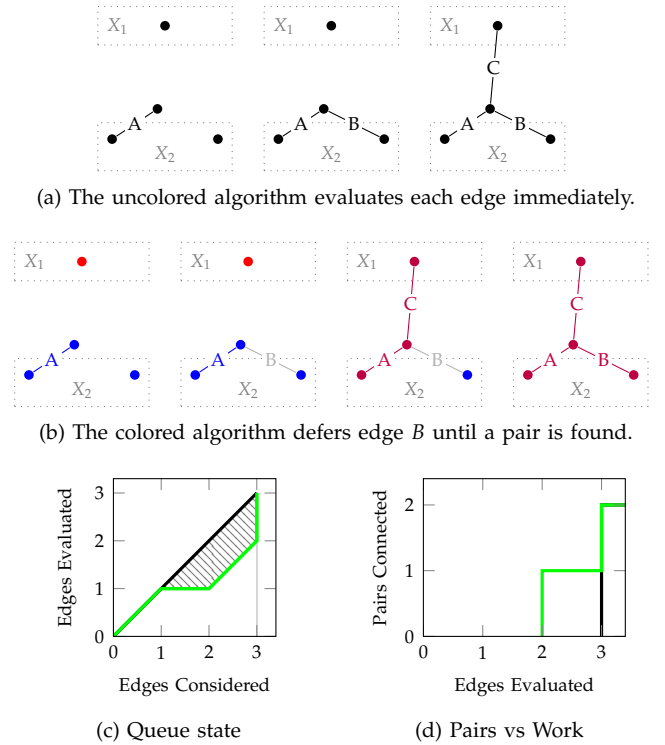 X1 X1 X1
C
A A B A B
X2 X2 X2
(a) The uncolored algorithm evaluates each edge immediately.
X1 X1 X1 X1
C C
A A B A B A B
X2 X2 X2 X2
(b) The colored algorithm defers edge B until a pair is found.
Edges Evaluated
3
2
1
0
0 1 2 3
Edges Considered
(c) Queue state
Pairs Connected
2
1
0
0 1 2 3
Edges Evaluated
(d) Pairs vs Work